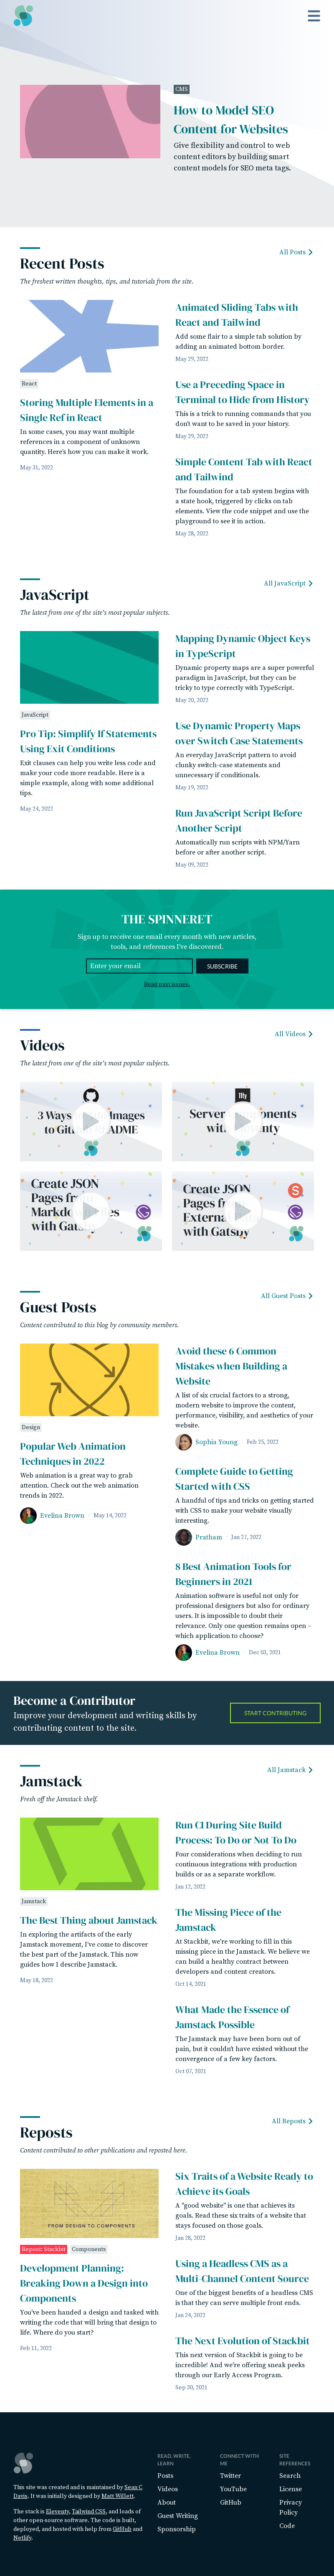 CMS
How to Model SEO
Content for Websites
Give flexibility and control to web
content editors by building smart
content models for SEO meta tags.
Recent Posts
All Posts
The freshest written thoughts, tips, and tutorials from the site.
React
Storing Multiple Elements in a
Single Ref in React
In some cases, you may want multiple
references in a component of unknown
quantity. Here's how you can make it work.
May 31, 2022
Animated Sliding Tabs with
React and Tailwind
Add some flair to a simple tab solution by
adding an animated bottom border.
May 29, 2022
Use a Preceding Space in
Terminal to Hide from History
This is a trick to running commands that you
don't want to be saved in your history.
May 29, 2022
Simple Content Tab with React
and Tailwind
The foundation for a tab system begins with
a state hook, triggered by clicks on tab
elements. View the code snippet and use the
playground to see it in action.
May 28, 2022
JavaScript
All JavaScript
The latest from one of the site's most popular subjects.
JavaScript
Pro Tip: Simplify If Statements
Using Exit Conditions
Exit clauses can help you write less code and
make your code more readable. Here is a
simple example, along with some additional
tips.
May 24, 2022
Mapping Dynamic Object Keys
in TypeScript
Dynamic property maps are a super powerful
paradigm in JavaScript, but they can be
tricky to type correctly with TypeScript.
May 20, 2022
Use Dynamic Property Maps
over Switch Case Statements
An everyday JavaScript pattern to avoid
clunky switch-case statements and
unnecessary if conditionals.
May 19, 2022
Run JavaScript Script Before
Another Script
Automatically run scripts with NPM/Yarn
before or after another script.
May 09, 2022
THE SPINNERET
Sign up to receive one email every month with new articles,
tools, and references I've discovered.
Enter your email
SUBSCRIBE
Read past issues.
Videos
All Videos
The latest from one of the site's most popular subjects.
3 Ways Images
to Git ADME
Server onents
with nty
Create JSON
Pages fr
Markdo es
with Gatsby
Create JSON
Pages fr
Externa
with Gatsby
Guest Posts
All Guest Posts
Content contributed to this blog by community members.
Design
Popular Web Animation
Techniques in 2022
Web animation is a great way to grab
attention. Check out the web animation
trends in 2022.
Evelina Brown · May 14, 2022
Avoid these 6 Common
Mistakes when Building a
Website
A list of six crucial factors to a strong,
modern website to improve the content,
performance, visibility, and aesthetics of your
website.
Sophia Young · Feb 25, 2022
Complete Guide to Getting
Started with CSS
A handful of tips and tricks on getting started
with CSS to make your website visually
interesting.
Pratham · Jan 27, 2022
8 Best Animation Tools for
Beginners in 2021
Animation software is useful not only for
professional designers but also for ordinary
users. It is impossible to doubt their
relevance. Only one question remains open –
which application to choose?
Evelina Brown · Dec 03, 2021
Become a Contributor
Improve your development and writing skills by
contributing content to the site.
START CONTRIBUTING
Jamstack
All Jamstack
Fresh off the Jamstack shelf.
Jamstack
The Best Thing about Jamstack
In exploring the artifacts of the early
Jamstack movement, I've come to discover
the best part of the Jamstack. This now
guides how I describe Jamstack.
May 18, 2022
Run CI During Site Build
Process: To Do or Not To Do
Four considerations when deciding to run
continuous integrations with production
builds or as a separate workflow.
Jan 12, 2022
The Missing Piece of the
Jamstack
At Stackbit, we're working to fill in this
missing piece in the Jamstack. We believe we
can build a healthy contract between
developers and content creators.
Oct 14, 2021
What Made the Essence of
Jamstack Possible
The Jamstack may have been born out of
pain, but it couldn't have existed without the
convergence of a few key factors.
Oct 07, 2021
Reposts
All Reposts
Content contributed to other publications and reposted here.
FROM DESIGN TO COMPONENTS
Repost: Stackbit Components
Development Planning:
Breaking Down a Design into
Components
You've been handed a design and tasked with
writing the code that will bring that design to
life. Where do you start?
Feb 11, 2022
Six Traits of a Website Ready to
Achieve its Goals
A "good website" is one that achieves its
goals. Read these six traits of a website that
stays focused on those goals.
Jan 28, 2022
Using a Headless CMS as a
Multi-Channel Content Source
One of the biggest benefits of a headless CMS
is that they can serve multiple front ends.
Jan 24, 2022
The Next Evolution of Stackbit
This next version of Stackbit is going to be
incredible! And we're offering sneak peeks
through our Early Access Program.
Sep 30, 2021
This site was created and is maintained by Sean C
Davis. It was initially designed by Matt Willett.
The stack is Eleventy, Tailwind CSS, and loads of
other open source software. The code is built,
deployed, and hosted with help from GitHub and
Netlify.
READ, WRITE,
LEARN
Posts
Videos
About
Guest Writing
Sponsorship
CONNECT WITH
ME
Twitter
YouTube
GitHub
SITE
REFERENCES
Search
License
Privacy
Policy
Code